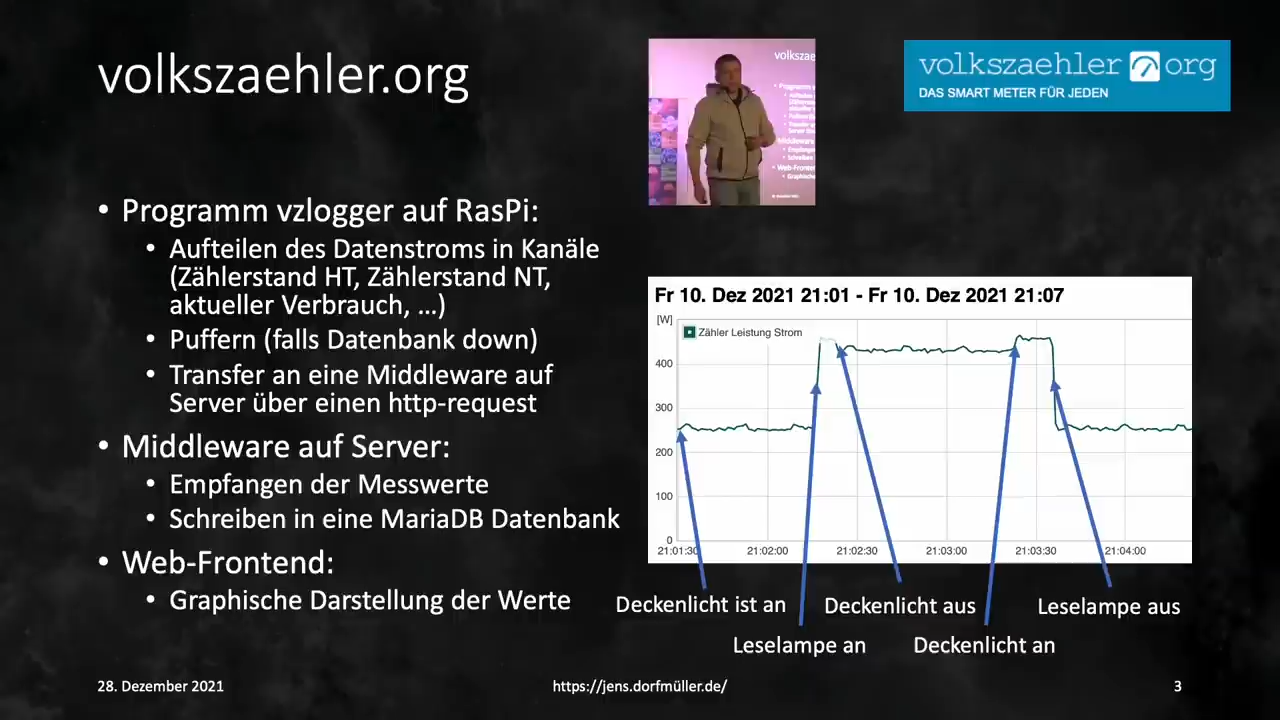 volkszaehler.org
volkszaehler org
DAS SMART METER FÜR JEDEN
• Programm vzlogger auf RasPi:
• Aufteilen des Datenstroms in Kanäle
(Zählerstand HT, Zählerstand NT,
aktueller Verbrauch, …)
• Puffern (falls Datenbank down)
• Transfer an eine Middleware auf
Server über einen http-request
• Middleware auf Server:
• Empfangen der Messwerte
• Schreiben in eine MariaDB Datenbank
• Web-Frontend:
• Graphische Darstellung der Werte
Fr 10. Dez 2021 21:01 - Fr 10. Dez 2021 21:07
[W]
Zähler Leistung Strom
400
300
200
100
0
21:01:30 21:02:00 21:02:30 21:03:00 21:03:30 21:04:00
Deckenlicht ist an
Deckenlicht aus
Leselampe aus
Leselampe an
Deckenlicht an
28. Dezember 2021
https://jens.dorfmüller.de/
3